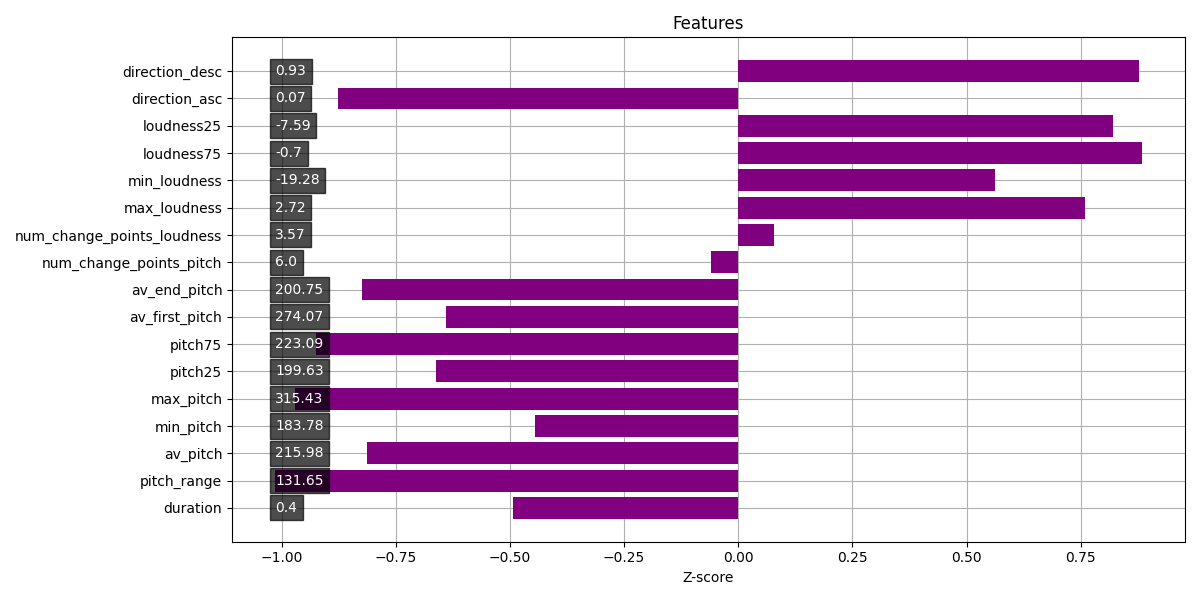 Features
direction_desc 0.93
direction_asc 0.07
loudness25 -7.59
loudness75 -0.7
min_loudness -19.28
max_loudness 2.72
num_change_points_loudness 3.57
num_change_points_pitch 6.0
av_end_pitch 200.75
av_first_pitch 274.07
pitch75 223.09
pitch25 199.63
max_pitch 315.43
min_pitch 183.78
av_pitch 215.98
pitch_range 131.65
duration 0.4
−1.00 −0.75 −0.50 −0.25 0.00 0.25 0.50 0.75
Z-score